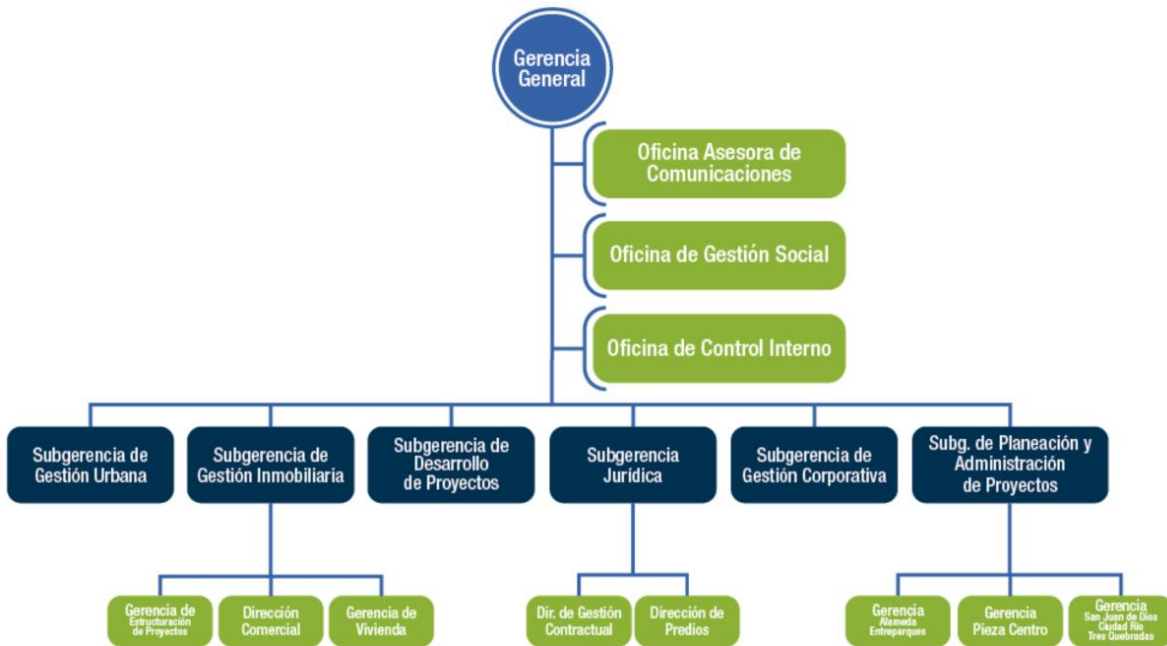 Gerencia
General
Oficina Asesora de
Comunicaciones
Oficina de Gestión Social
Oficina de Control Interno
Subgerencia de
Gestión Urbana
Subgerencia de
Gestión Inmobiliaria
Subgerencia de
Desarrollo
de Proyectos
Subgerencia
Jurídica
Subgerencia de
Gestión Corporativa
Subg. de Planeación y
Administración
de Proyectos
Gerencia de
Estructuración
de Proyectos
Dirección
Comercial
Gerencia de
Vivienda
Dir. de Gestión
Contractual
Dirección de
Predios
Gerencia
Alameda
Entreparques
Gerencia
Pieza Centro
Gerencia
San Juan de Dios
Ciudad Río
Tres Quebradas